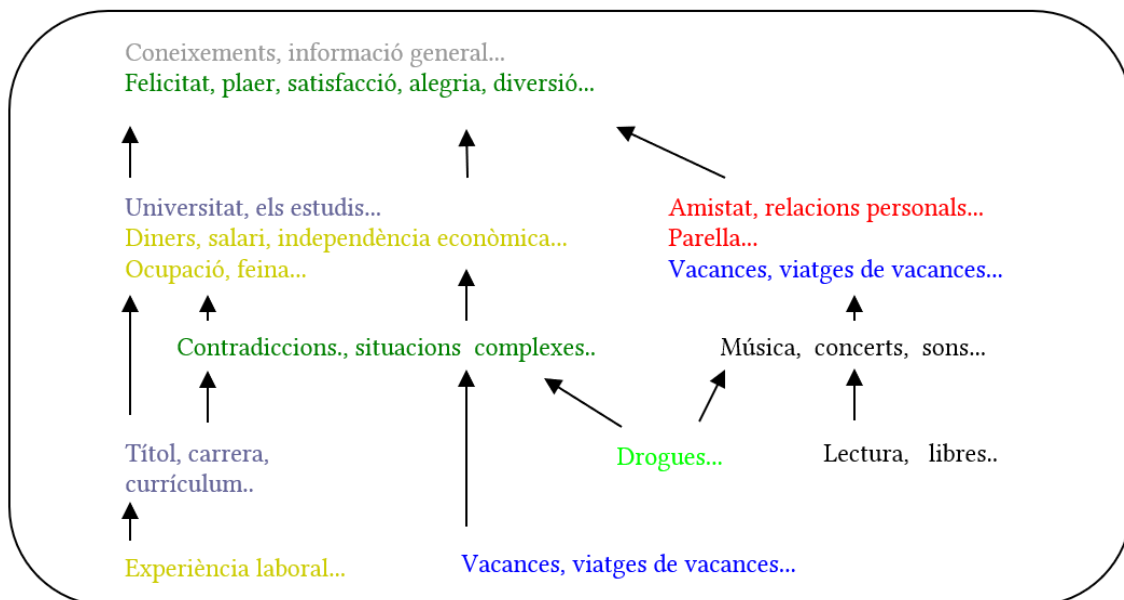 Coneixements, informació general...
Felicitat, plaer, satisfacció, alegria, diversió...
Universitat, els estudis...
Diners, salari, independència econòmica...
Ocupació, feina...
Amistat, relacions personals...
Parella...
Vacances, viatges de vacances...
Contradiccions., situacions complexes..
Música, concerts, sons...
Títol, carrera,
currículum..
Drogues...
Lectura, libres..
Experiència laboral...
Vacances, viatges de vacances...